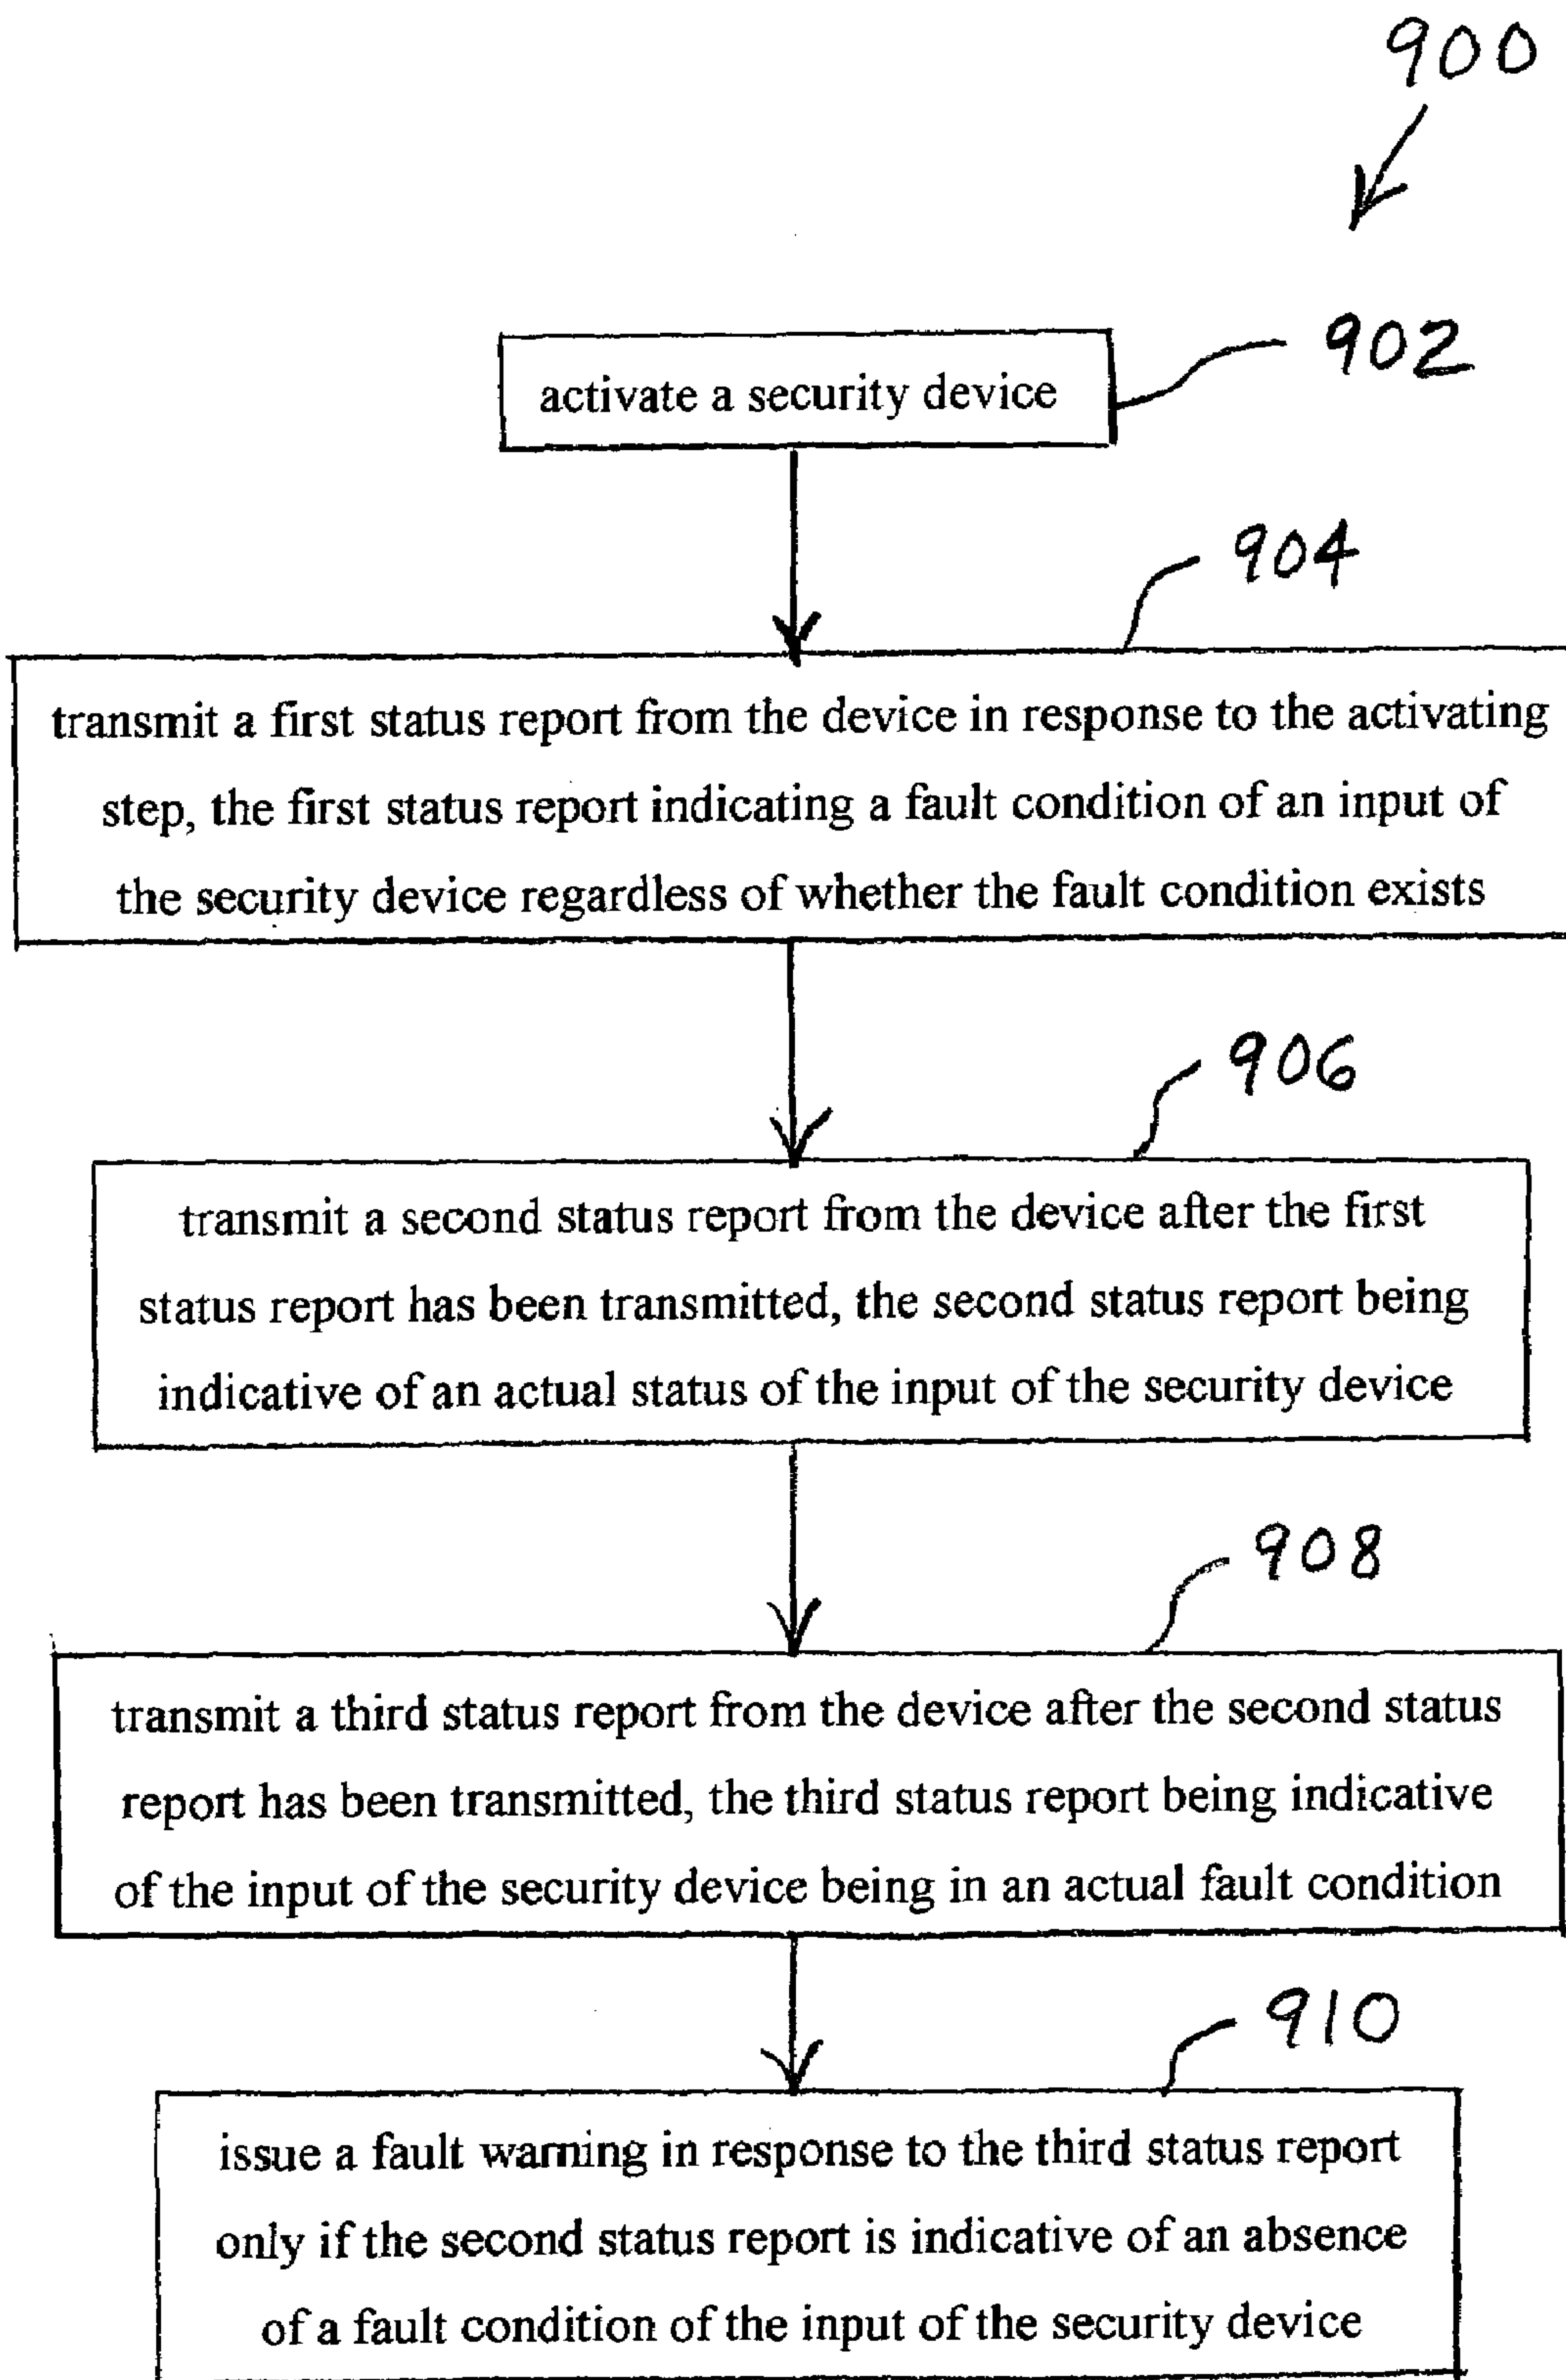 900
activate a security device
902
904
transmit a first status report from the device in response to the activating
step, the first status report indicating a fault condition of an input of
the security device regardless of whether the fault condition exists
906
transmit a second status report from the device after the first
status report has been transmitted, the second status report being
indicative of an actual status of the input of the security device
908
transmit a third status report from the device after the second status
report has been transmitted, the third status report being indicative
of the input of the security device being in an actual fault condition
910
issue a fault warning in response to the third status report
only if the second status report is indicative of an absence
of a fault condition of the input of the security device